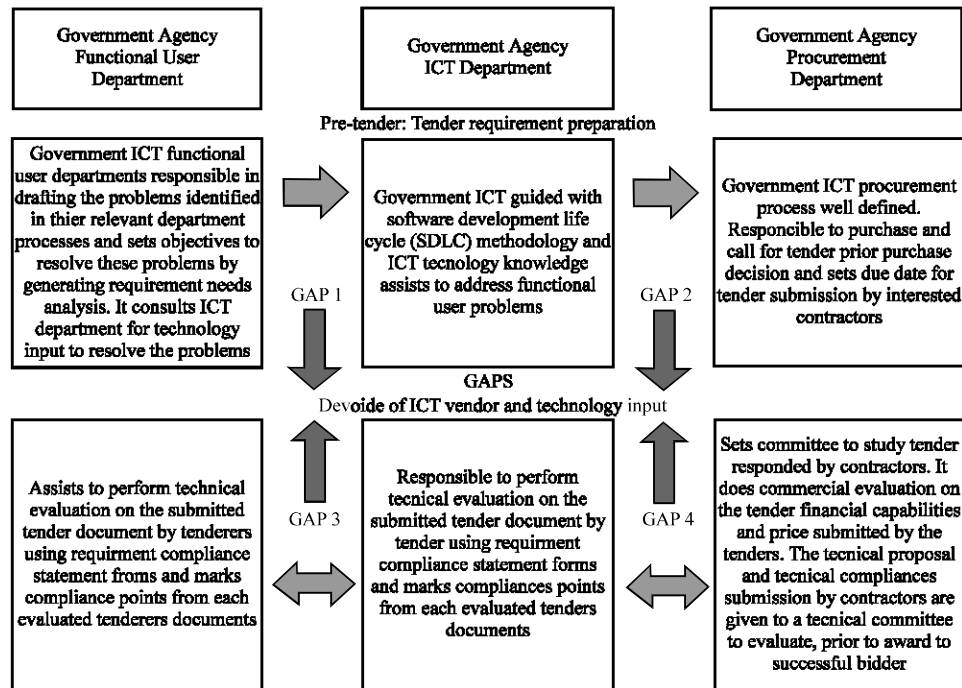 Government Agency
Functional User
Department
Government Agency
ICT Department
Government Agency
Procurement
Department
Pre-tender: Tender requirement preparation
Government ICT functional
user departments responsible in
drafting the problems identified
in thier relevant department
processes and sets objectives to
resolve these problems by
generating requirement needs
analysis. It consults ICT
department for technology
input to resolve the problems
Government ICT guided with
software development life
cycle (SDLC) methodology and
ICT tecnology knowledge
assists to address functional
user problems
Government ICT procurement
process well defined.
Responcible to purchase and
call for tender prior purchase
decision and sets due date for
tender submission by interested
contractors
GAP 1
GAP 2
GAPS
Devoide of ICT vendor and technology input
GAP 3
GAP 4
Assists to perform technical
evaluation on the submitted
tender document by tenderers
using requirment compliance
statement froms and marks
compliance points from each
evaluated tenderers documents
Responsible to perform
tecnical evaluation on the
submitted tender document by
tender using requirment
compliance statement forms
and marks compliances points
from each evaluated tenders
documents
Sets committee to study tender
responded by contractors. It
does commercial evaluation on
the tender financial capabilities
and price submitted by the
tenders. The tecnical proposal
and tecnical compliances
submission by contractors are
given to a tecnical committee
to evaluate, prior to award to
successful bidder